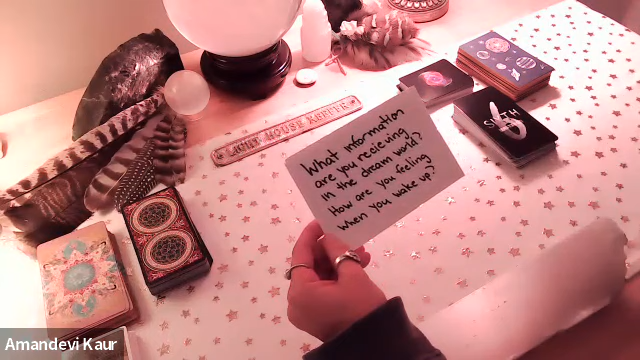 LIGHT HOUSE KEEPER
What information
are you recieving
in the dream world?
How are you feeling
when you wake up?
Amandevi Kaur